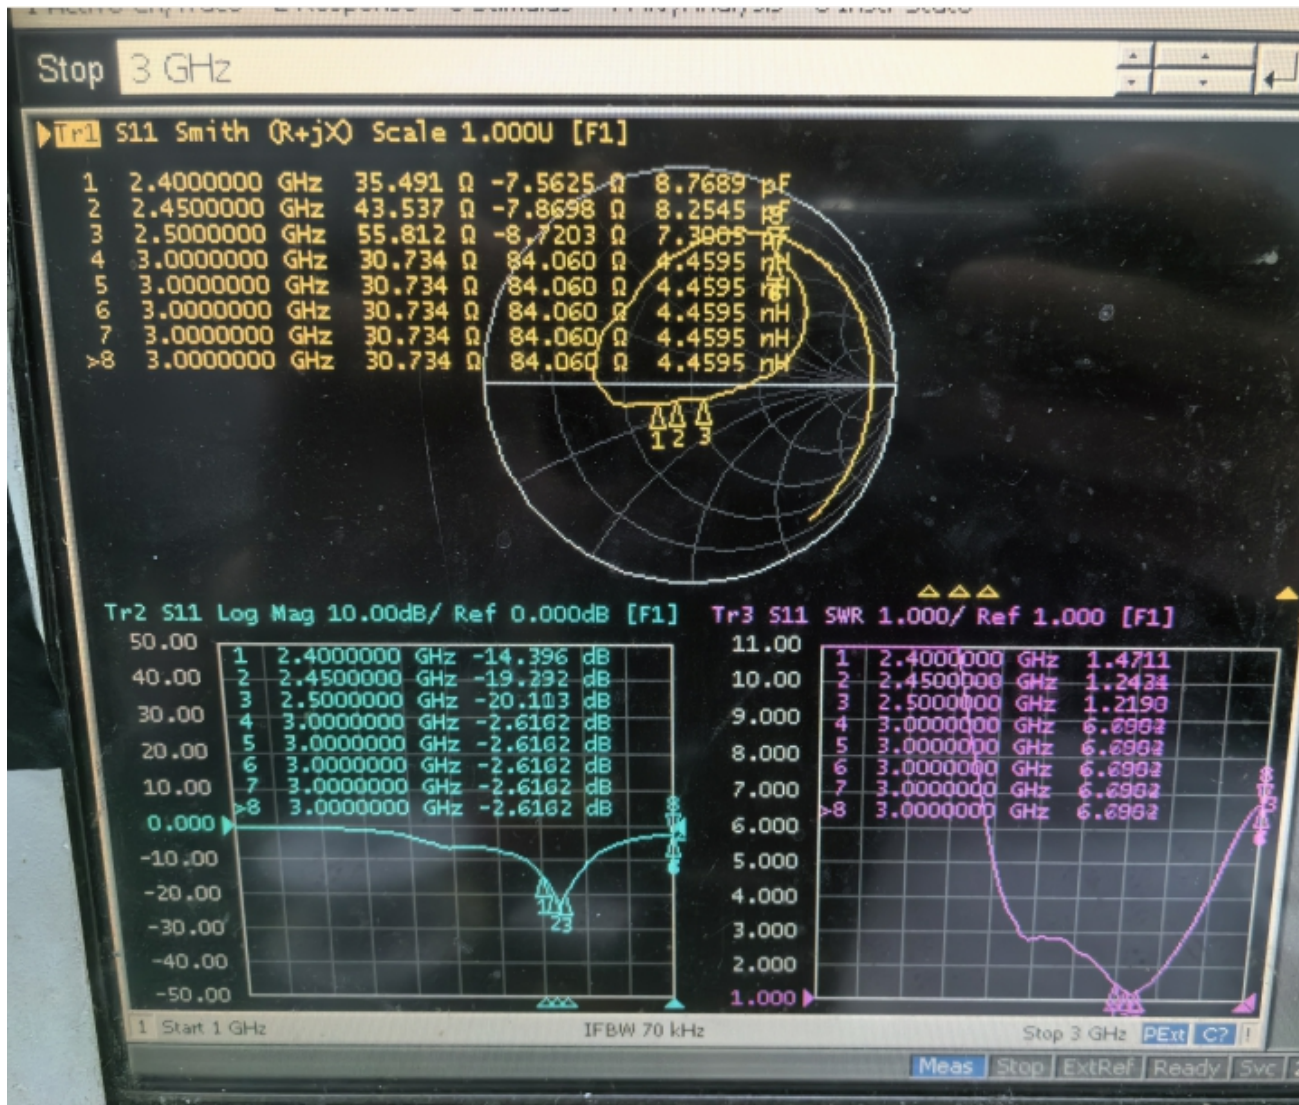 Stop 3 GHz
Tr1 S11 Smith (R+jX) Scale 1.000U [F1]
1 2.4000000 GHz 35.491 Ω -7.5625 Ω 8.7689 pF
2 2.4500000 GHz 43.537 Ω -7.8698 Ω 8.2545 pF
3 2.5000000 GHz 55.812 Ω -8.7203 Ω 7.3005 pF
4 3.0000000 GHz 30.734 Ω 84.060 Ω 4.4595 nH
5 3.0000000 GHz 30.734 Ω 84.060 Ω 4.4595 nH
6 3.0000000 GHz 30.734 Ω 84.060 Ω 4.4595 nH
7 3.0000000 GHz 30.734 Ω 84.060 Ω 4.4595 nH
>8 3.0000000 GHz 30.734 Ω 84.060 Ω 4.4595 nH
1 2 3
Tr2 S11 Log Mag 10.00dB/ Ref 0.000dB [F1]
50.00
40.00
30.00
20.00
10.00
0.000
-10.00
-20.00
-30.00
-40.00
-50.00
1 2.4000000 GHz -14.396 dB
2 2.4500000 GHz -19.292 dB
3 2.5000000 GHz -20.113 dB
4 3.0000000 GHz -2.6162 dB
5 3.0000000 GHz -2.6162 dB
6 3.0000000 GHz -2.6162 dB
7 3.0000000 GHz -2.6162 dB
>8 3.0000000 GHz -2.6162 dB
1 23
Tr3 S11 SWR 1.000/ Ref 1.000 [F1]
11.00
10.00
9.000
8.000
7.000
6.000
5.000
4.000
3.000
2.000
1.000
1 2.4000000 GHz 1.4711
2 2.4500000 GHz 1.2434
3 2.5000000 GHz 1.2190
4 3.0000000 GHz
5 3.0000000 GHz
6 3.0000000 GHz
7 3.0000000 GHz
>8 3.0000000 GHz
1 Start 1 GHz IFBW 70 kHz Stop 3 GHz PExt C? !
Meas Stop ExtRef Ready Svc